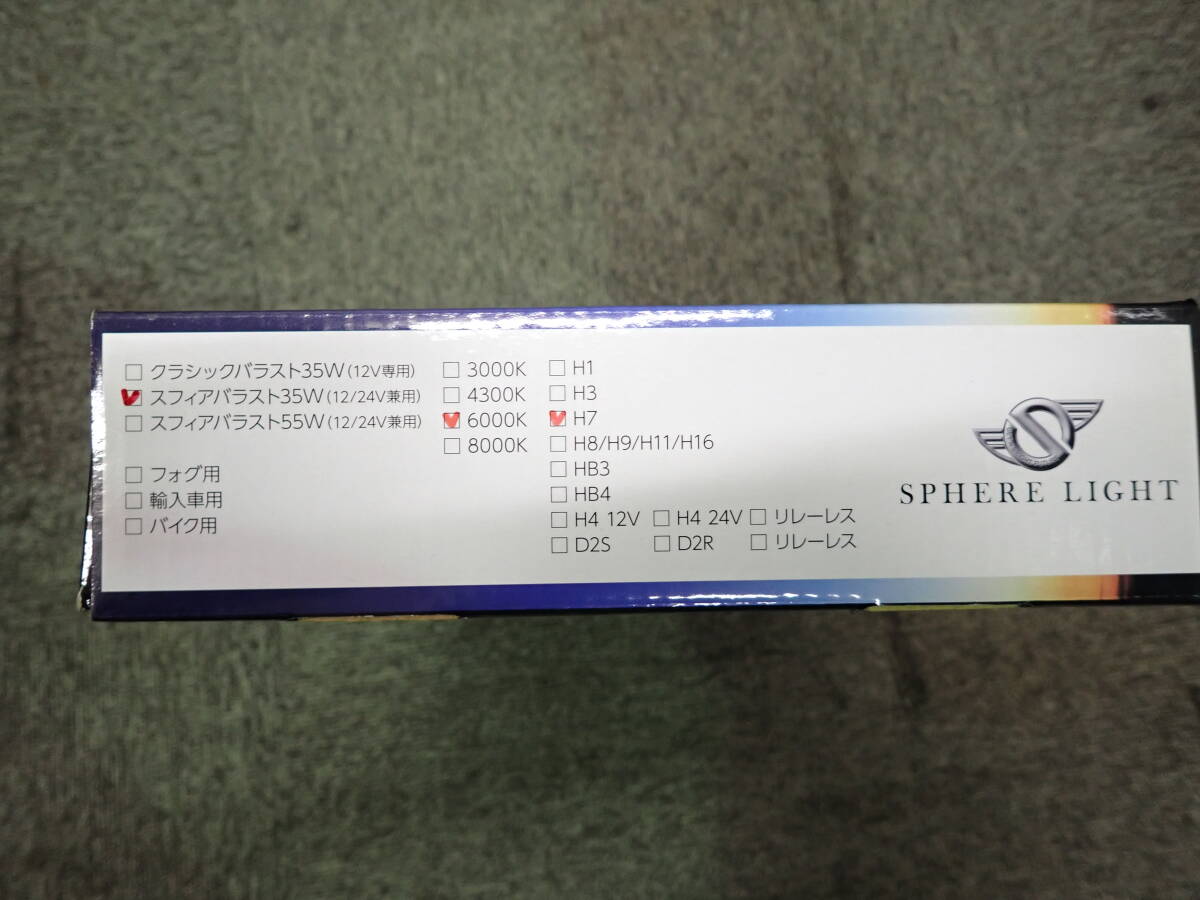 □ クラシックバラスト35W(12V専用)
☑ スフィアバラスト35W(12/24V兼用)
□ スフィアバラスト55W(12/24V兼用)
□ フォグ用
□ 輸入車用
□ バイク用
□ 3000K
□ 4300K
☑ 6000K
□ 8000K
□ H1
□ H3
☑ H7
□ H8/H9/H11/H16
□ HB3
□ HB4
□ H4 12V □ H4 24V □ リレーレス
□ D2S □ D2R □ リレーレス
SPHERE LIGHT